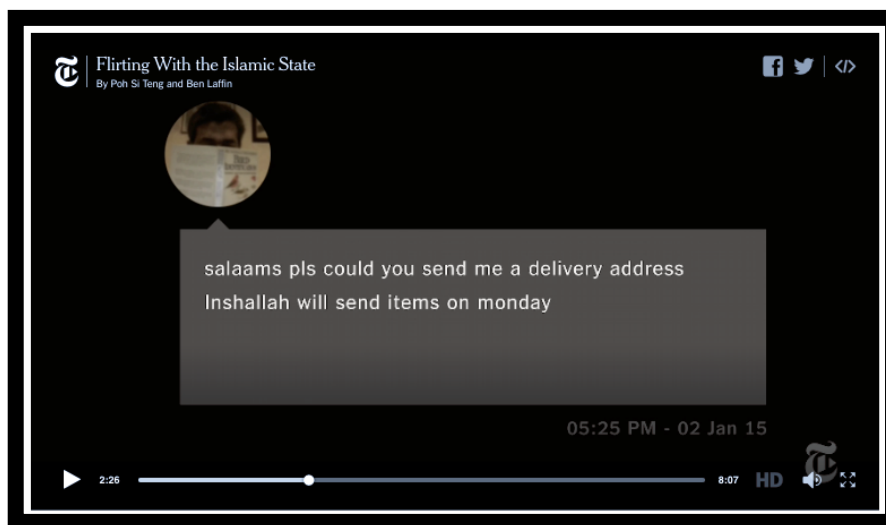 Flirting With the Islamic State
By Poh Si Teng and Ben Laffin
salaams pls could you send me a delivery address
Inshallah will send items on monday
05:25 PM - 02 Jan 15
2:26
8:07
HD